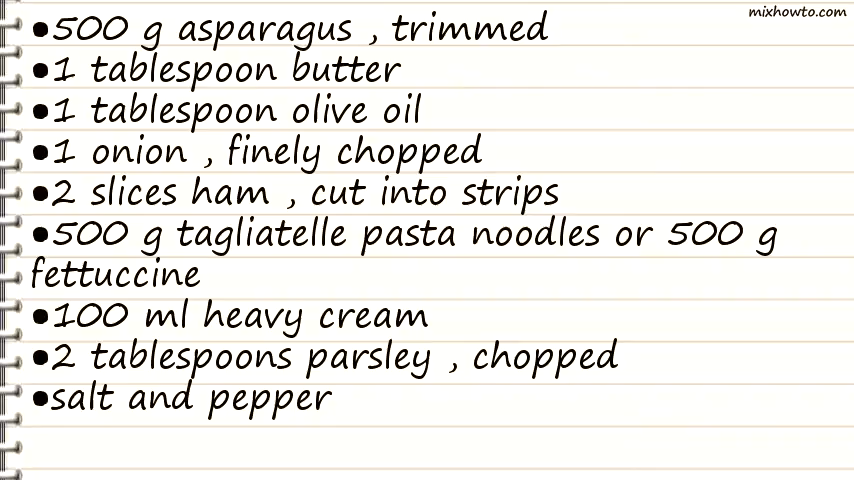 mixhowto.com
•500 g asparagus , trimmed
•1 tablespoon butter
•1 tablespoon olive oil
•1 onion , finely chopped
•2 slices ham , cut into strips
•500 g tagliatelle pasta noodles or 500 g
fettuccine
•100 ml heavy cream
•2 tablespoons parsley , chopped
•salt and pepper